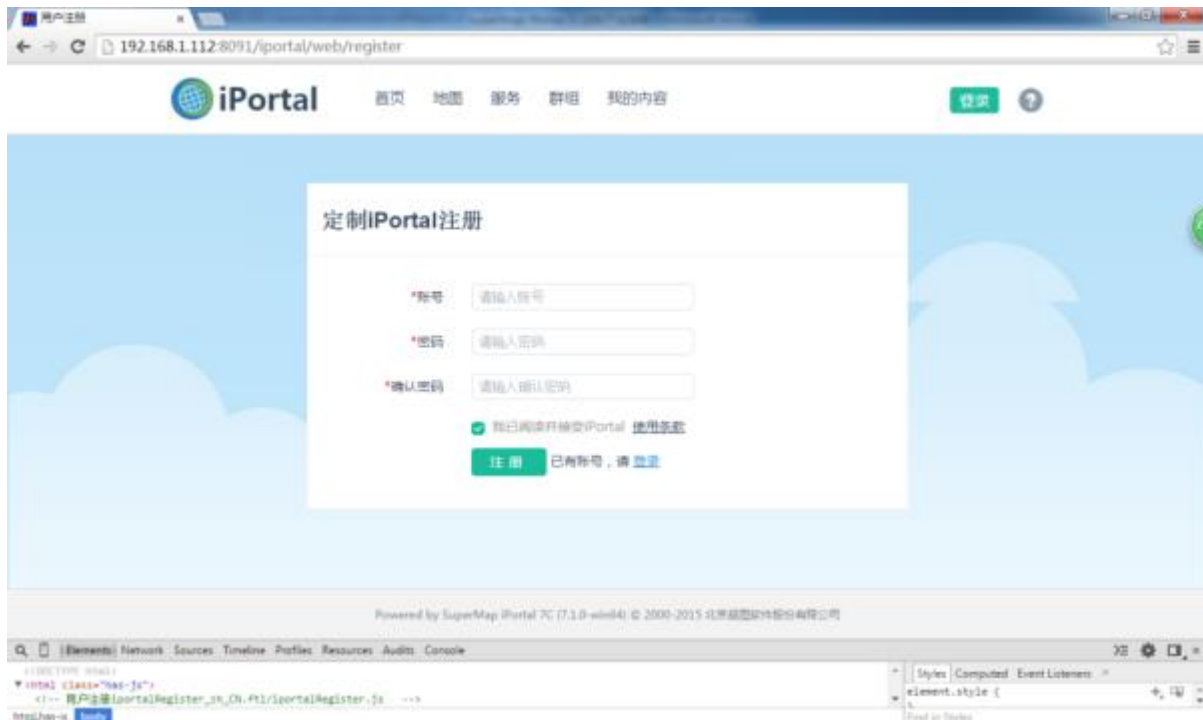 用户注册
192.168.1.112:8091/iportal/web/register
iPortal 首页 地图 服务 群组 我的内容 登录 ?
定制iPortal注册
*账号 请输入账号
*密码 请输入密码
*确认密码 请输入确认密码
我已阅读并接受iPortal 使用条款
注 册 已有账号，请 登录
Powered by SuperMap iPortal 7C (7.1.0-win64) © 2000-2015 北京超图软件股份有限公司
Elements Network Sources Timeline Profiles Resources Audits Console
<!DOCTYPE html>
<html class="has-js">
<!-- 用户注册iportalRegister_zh_CN.ftl/iportalRegister.js -->
html.has-js body
Styles Computed Event Listeners
element.style {
Find in Styles